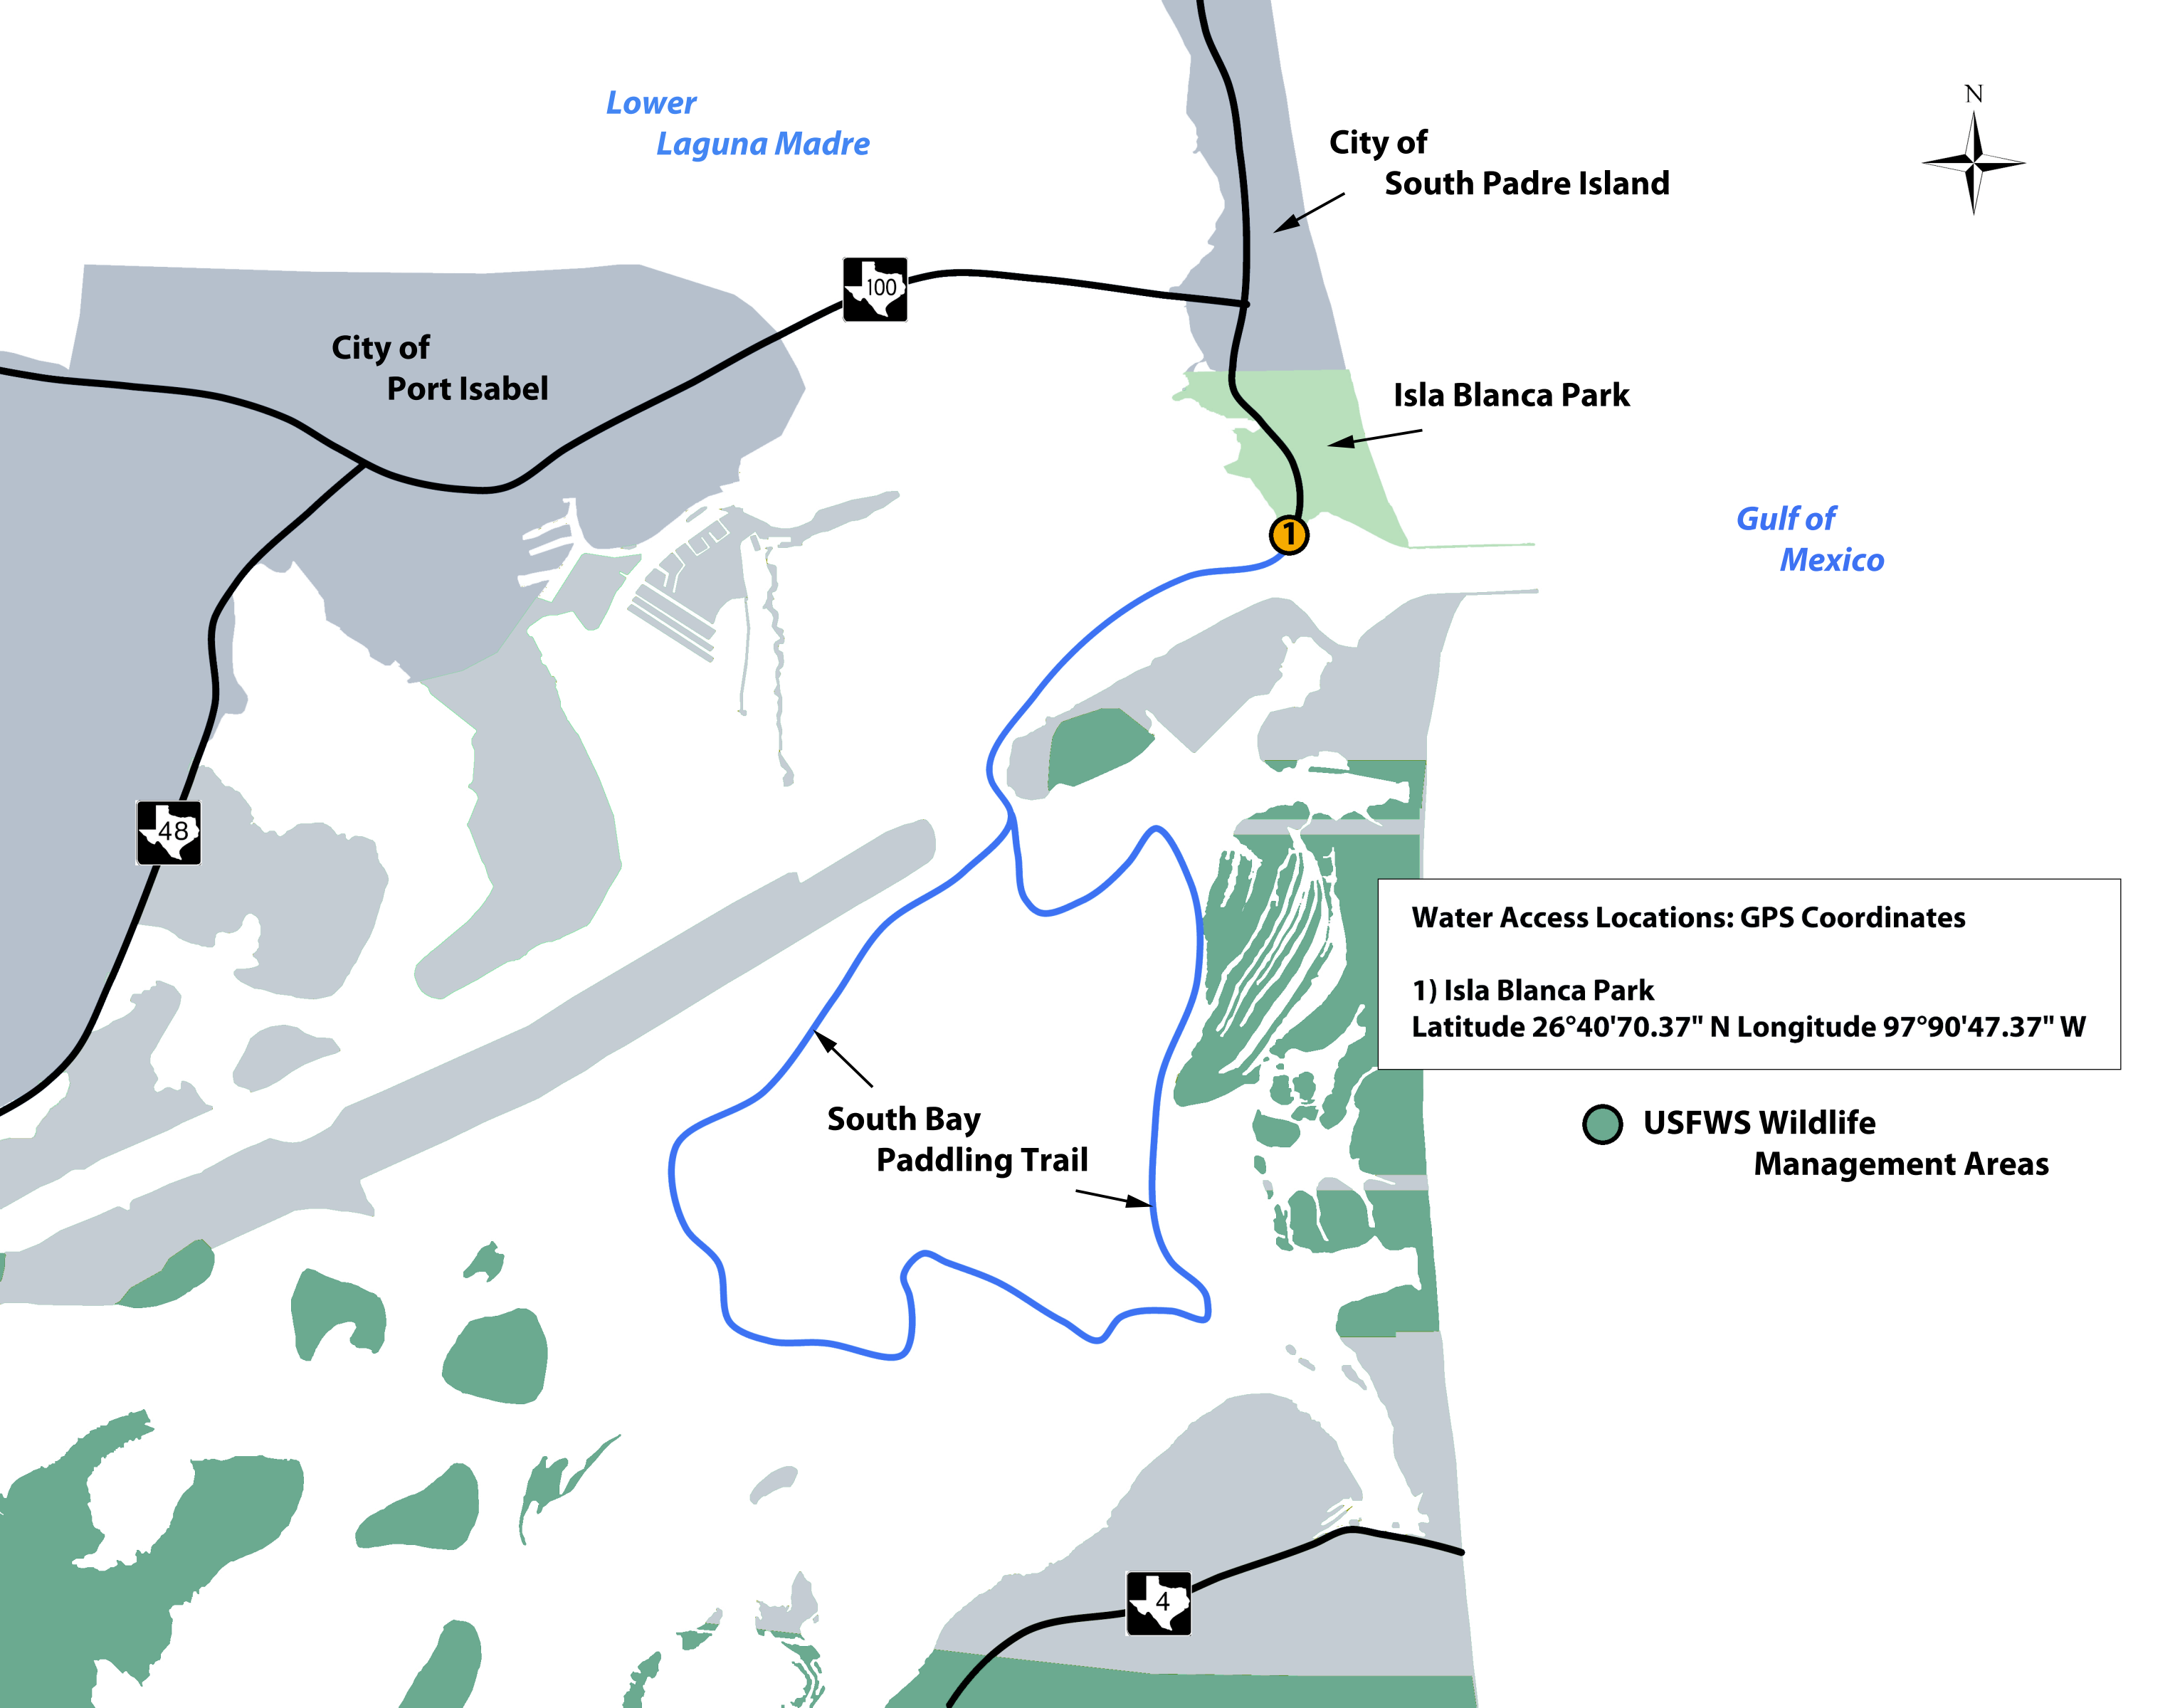 Lower
Laguna Madre
N
City of
South Padre Island
100
City of
Port Isabel
Isla Blanca Park
Gulf of
Mexico
1
48
Water Access Locations: GPS Coordinates
1) Isla Blanca Park
Latitude 26°40'70.37" N Longitude 97°90'47.37" W
South Bay
Paddling Trail
USFWS Wildlife
Management Areas
4